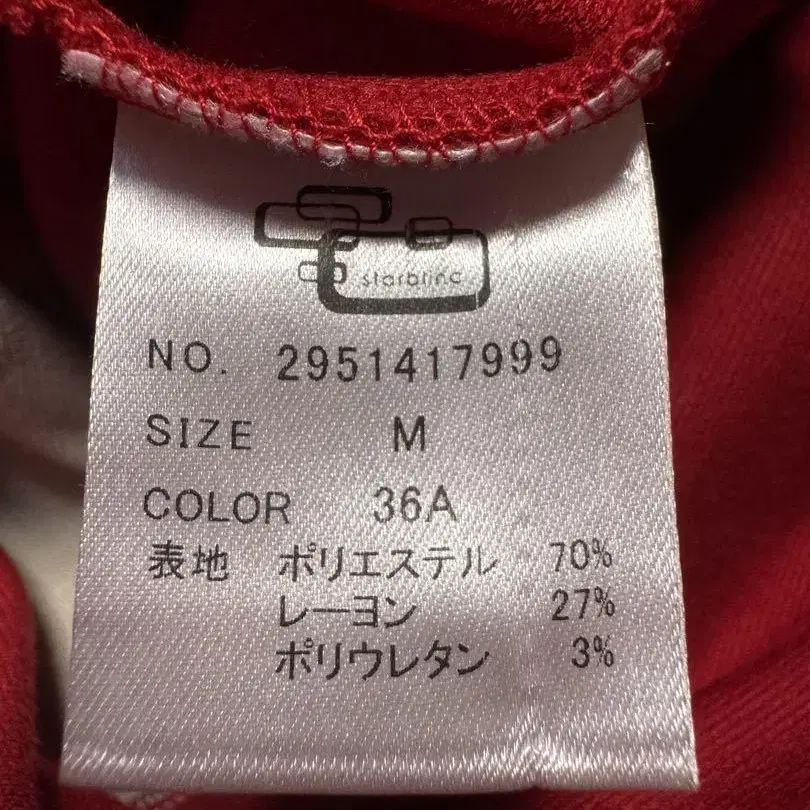 starblinc
NO. 2951417999
SIZE M
COLOR 36A
表地 ポリエステル 70%
レーヨン 27%
ポリウレタン 3%